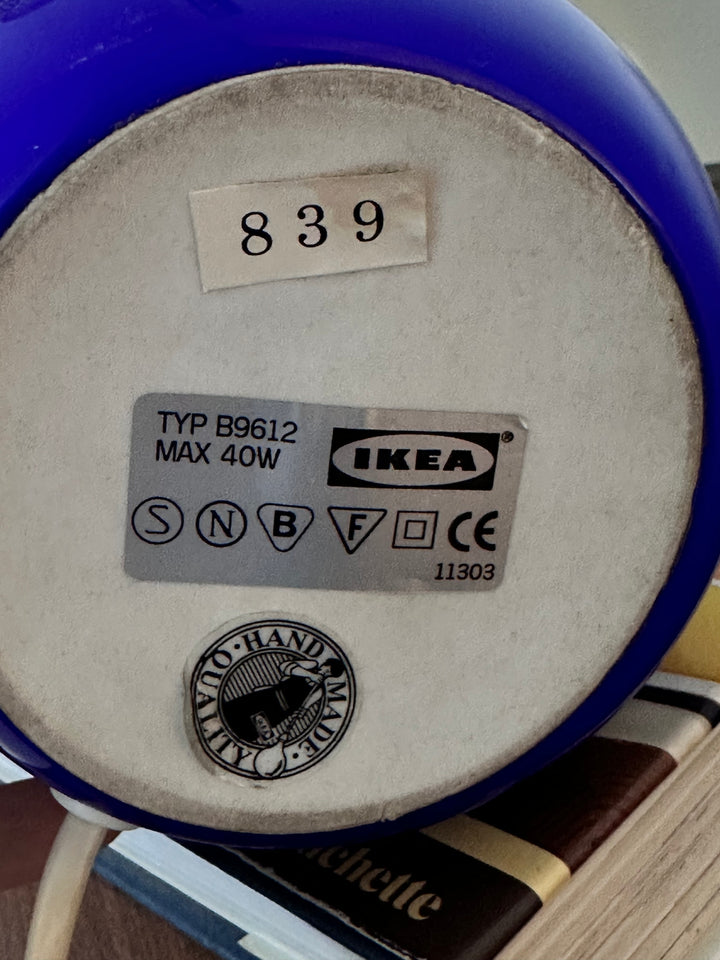 839
TYP B9612
MAX 40W
IKEA®
S N B F CE
11303
HAND MADE · QUALITY ·
chette